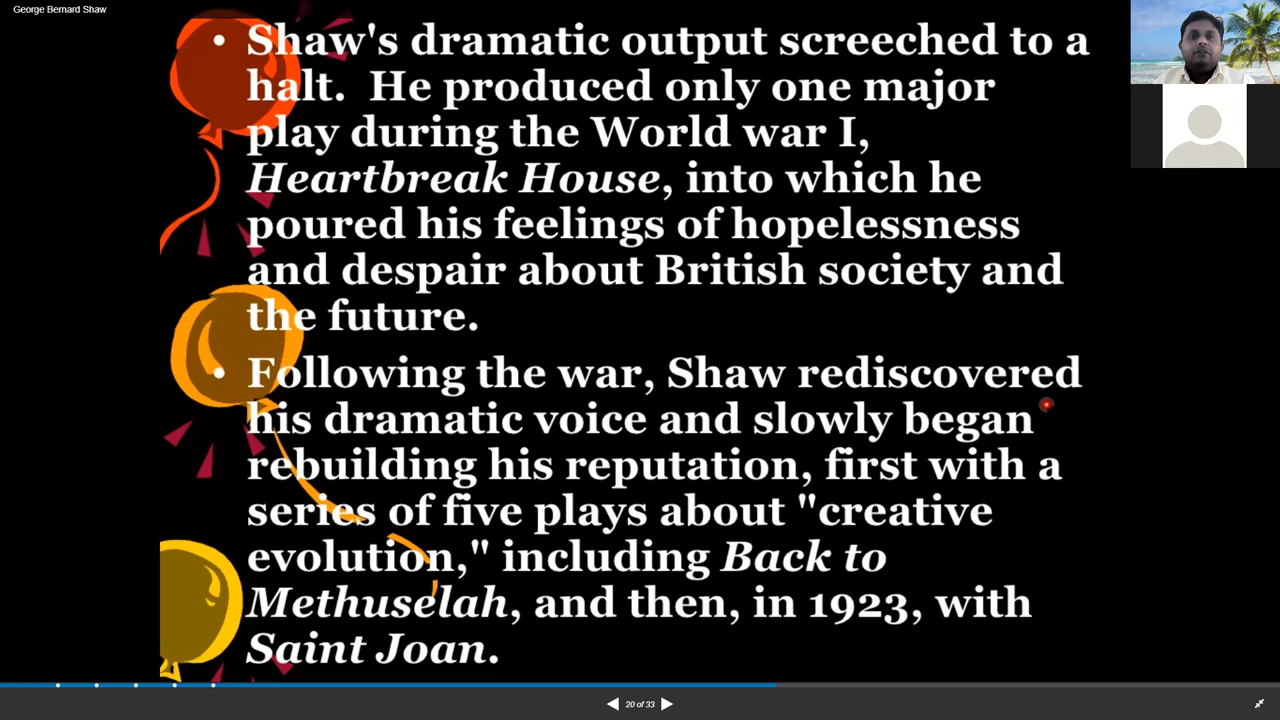 George Bernard Shaw
• Shaw's dramatic output screeched to a
halt.  He produced only one major
play during the World war I,
Heartbreak House, into which he
poured his feelings of hopelessness
and despair about British society and
the future.
• Following the war, Shaw rediscovered
his dramatic voice and slowly began
rebuilding his reputation, first with a
series of five plays about "creative
evolution," including Back to
Methuselah, and then, in 1923, with
Saint Joan.
20 of 33